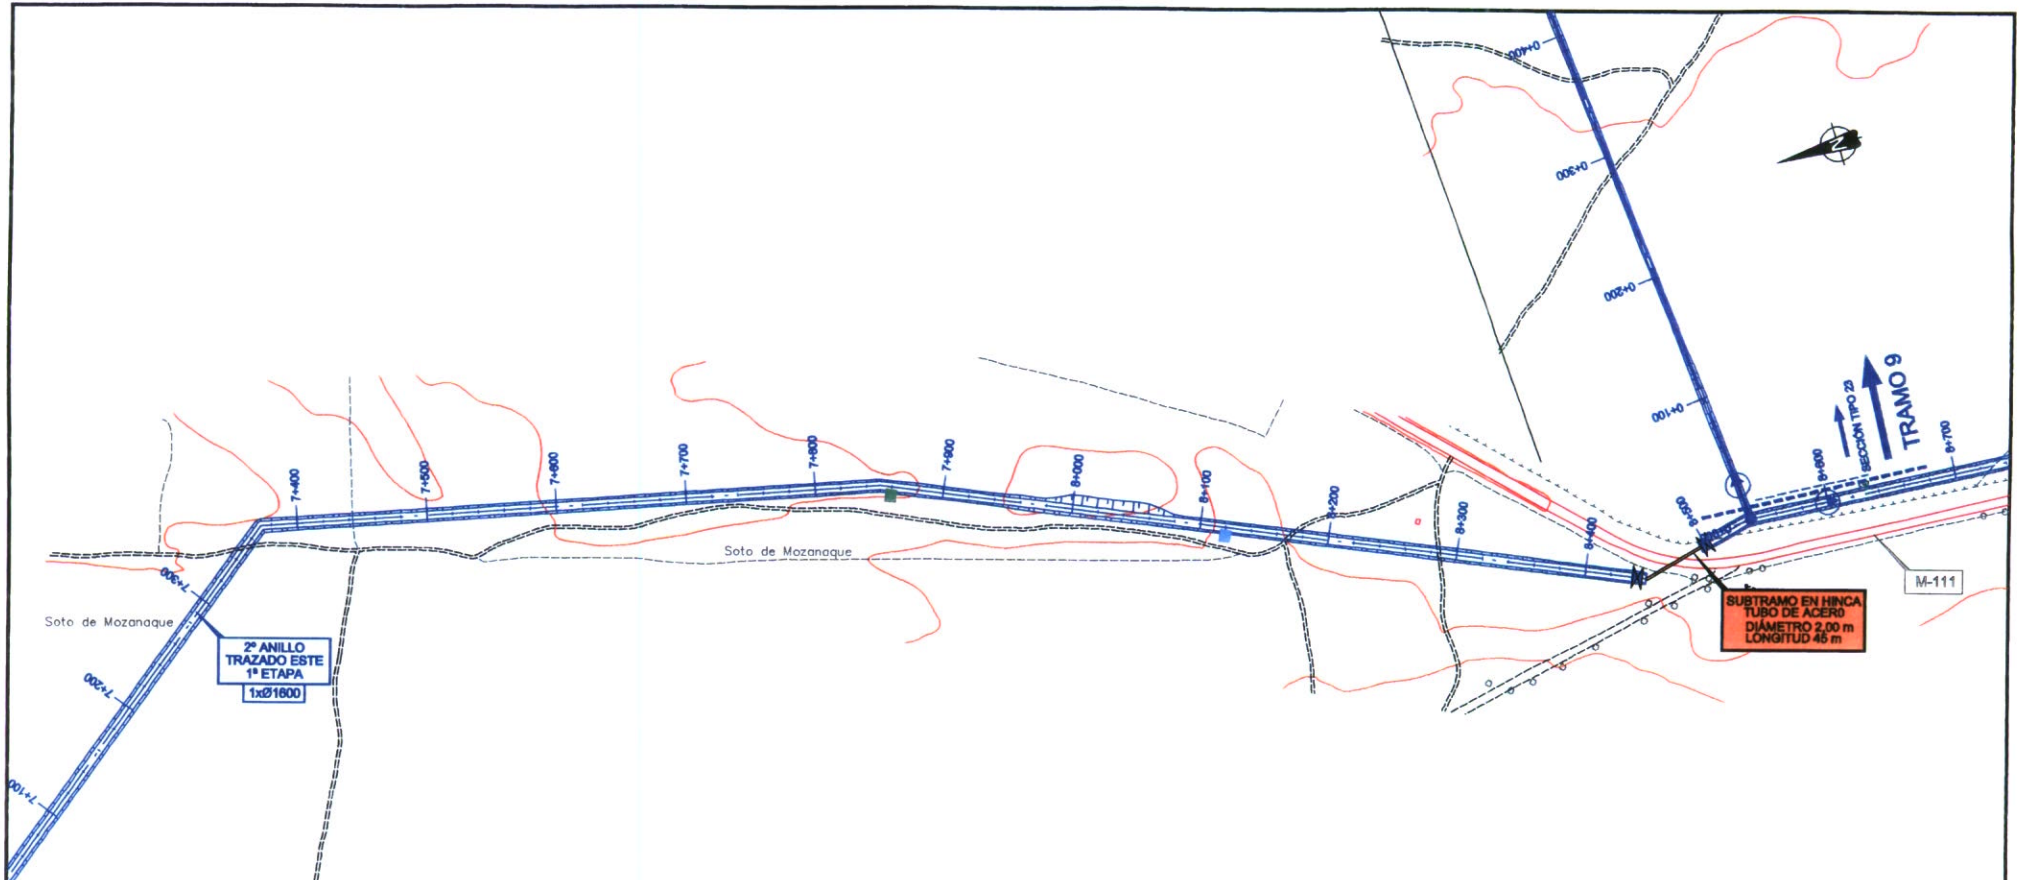 0+400
0+300
0+200
0+100
N
TRAMO 9
SECCIÓN TIPO 23
7+100
7+200
7+300
7+400
7+500
7+600
7+700
7+800
7+900
8+000
8+100
8+200
8+300
8+400
8+500
8+600
8+700
Soto de Mozanaque
Soto de Mozanaque
2º ANILLO
TRAZADO ESTE
1ª ETAPA
1xØ1600
M-111
SUBTRAMO EN HINCA
TUBO DE ACERO
DIÁMETRO 2,00 m
LONGITUD 45 m